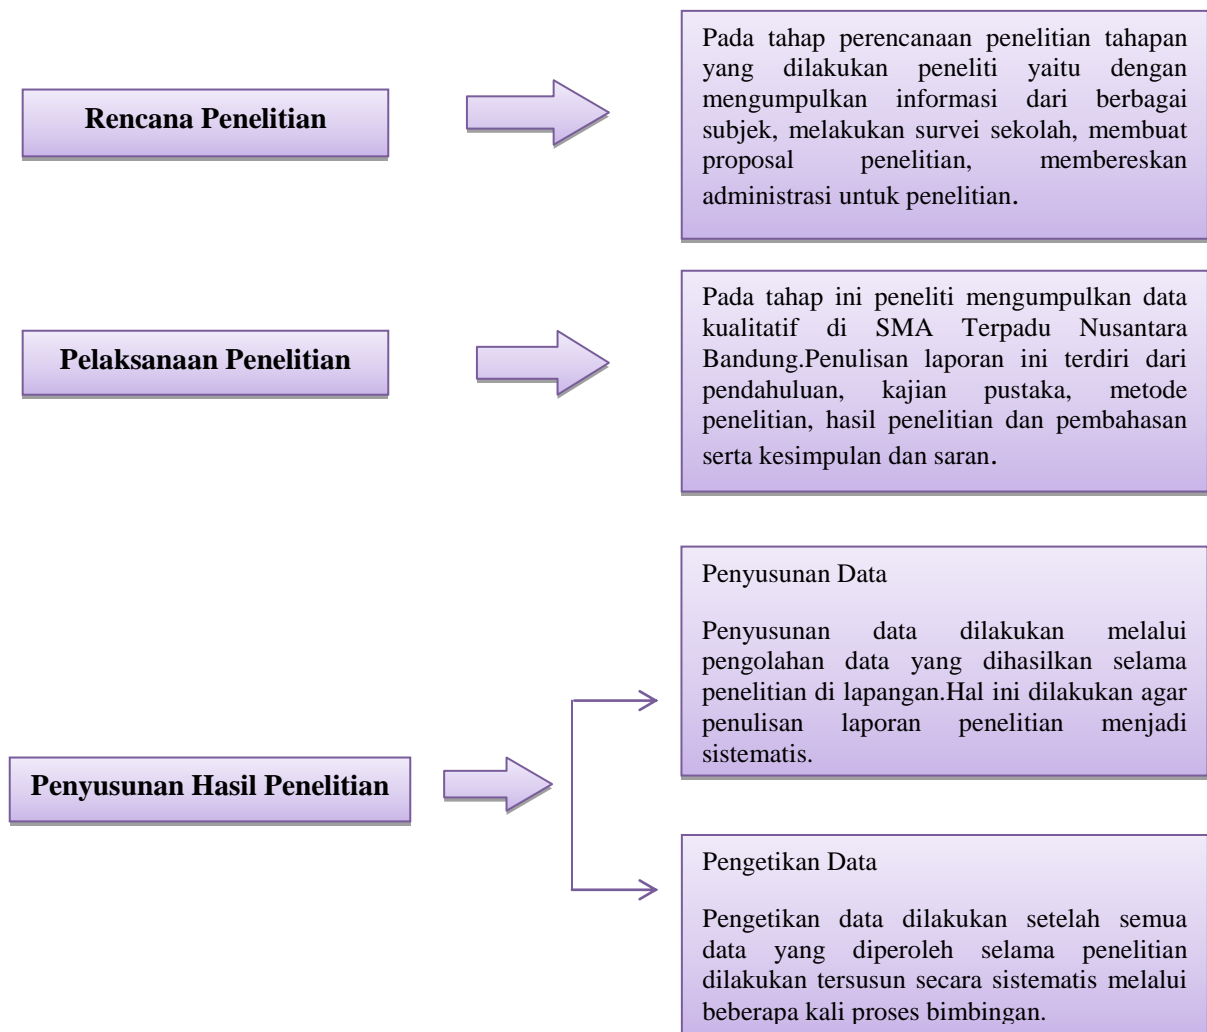 Rencana Penelitian
Pada tahap perencanaan penelitian tahapan
yang dilakukan peneliti yaitu dengan
mengumpulkan informasi dari berbagai
subjek, melakukan survei sekolah, membuat
proposal penelitian, membereskan
administrasi untuk penelitian.
Pelaksanaan Penelitian
Pada tahap ini peneliti mengumpulkan data
kualitatif di SMA Terpadu Nusantara
Bandung.Penulisan laporan ini terdiri dari
pendahuluan, kajian pustaka, metode
penelitian, hasil penelitian dan pembahasan
serta kesimpulan dan saran.
Penyusunan Hasil Penelitian
Penyusunan Data
Penyusunan data dilakukan melalui
pengolahan data yang dihasilkan selama
penelitian di lapangan.Hal ini dilakukan agar
penulisan laporan penelitian menjadi
sistematis.
Pengetikan Data
Pengetikan data dilakukan setelah semua
data yang diperoleh selama penelitian
dilakukan tersusun secara sistematis melalui
beberapa kali proses bimbingan.